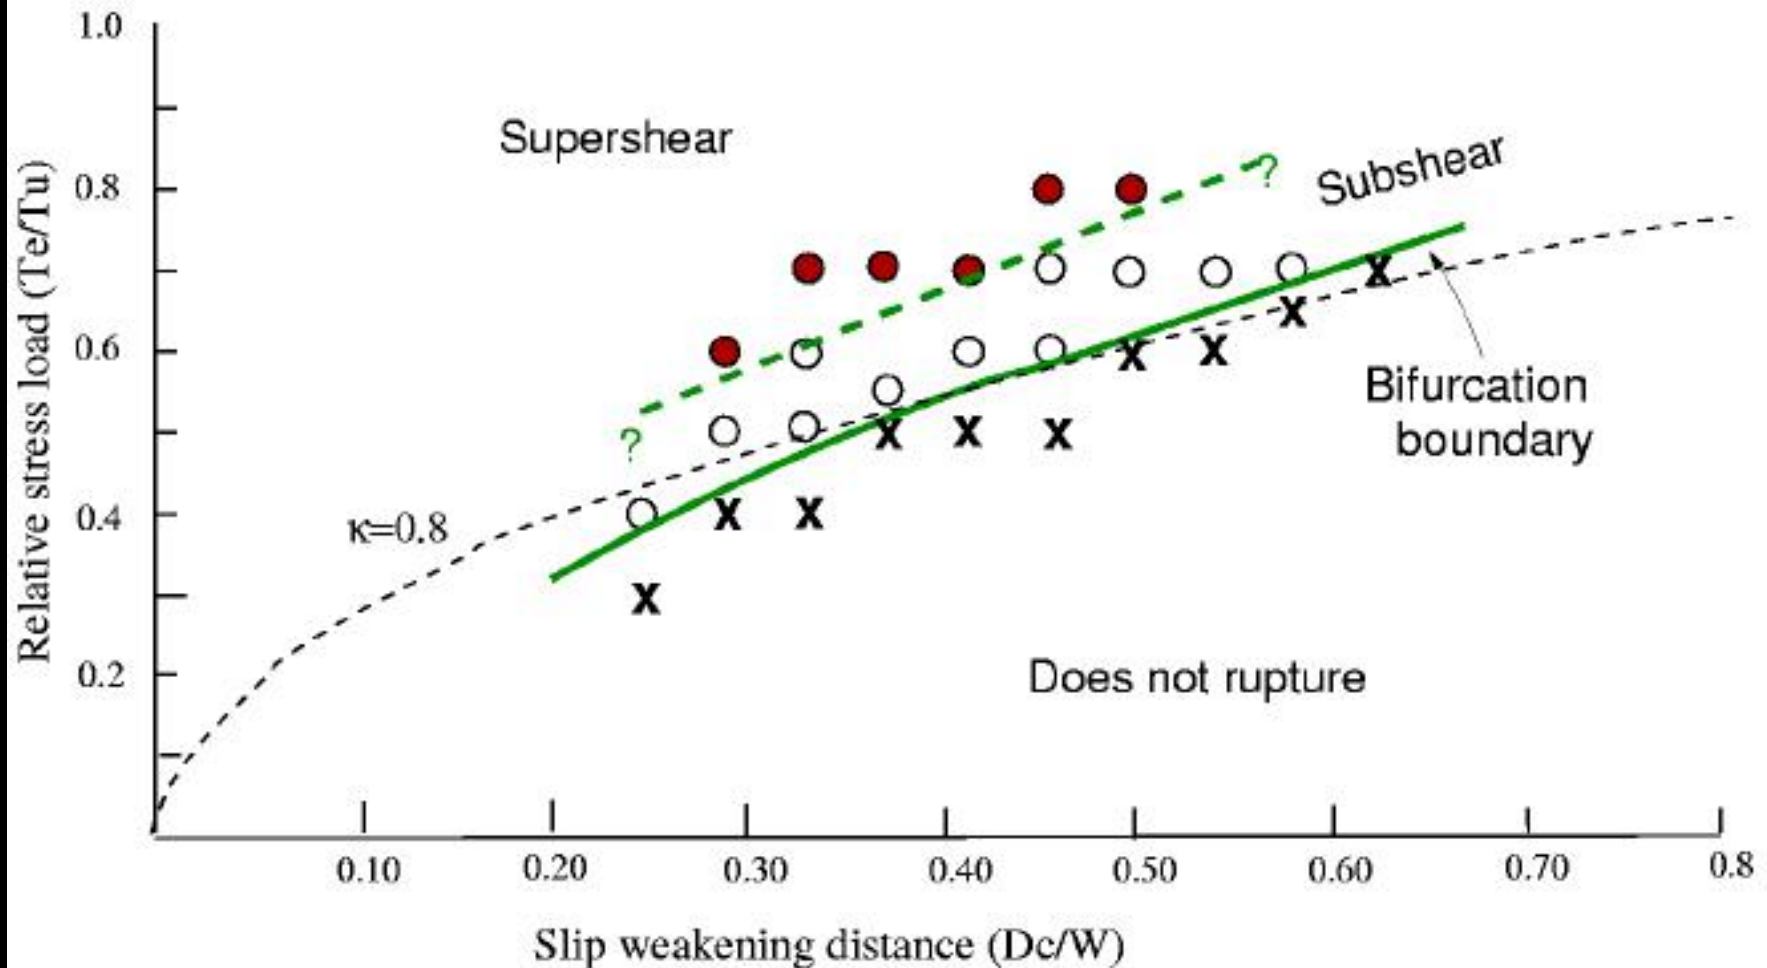 1.0
Supershear
0.8
Subshear
?
0.6
Bifurcation
boundary
?
0.4
κ=0.8
0.2
Does not rupture
Relative stress load (Te/Tu)
0.10 0.20 0.30 0.40 0.50 0.60 0.70 0.8
Slip weakening distance (Dc/W)
x x x x x x x x x x